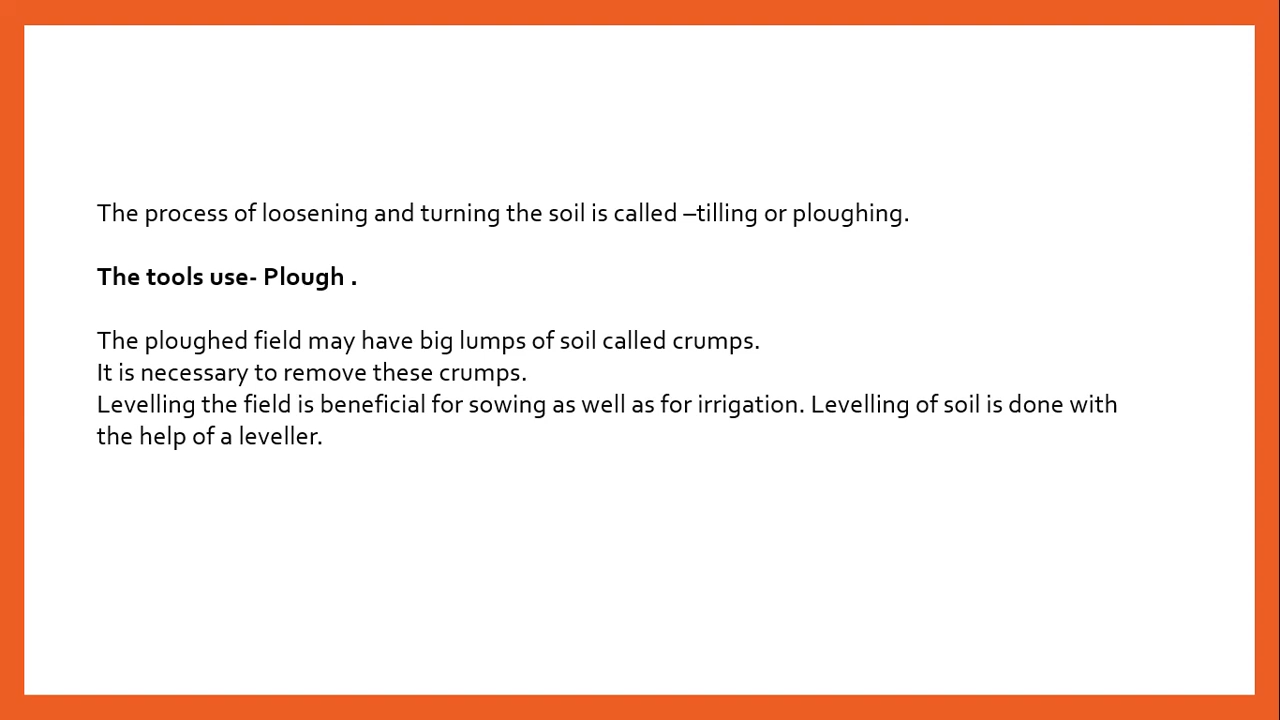 The process of loosening and turning the soil is called –tilling or ploughing.
The tools use- Plough .
The ploughed field may have big lumps of soil called crumps.
It is necessary to remove these crumps.
Levelling the field is beneficial for sowing as well as for irrigation. Levelling of soil is done with
the help of a leveller.